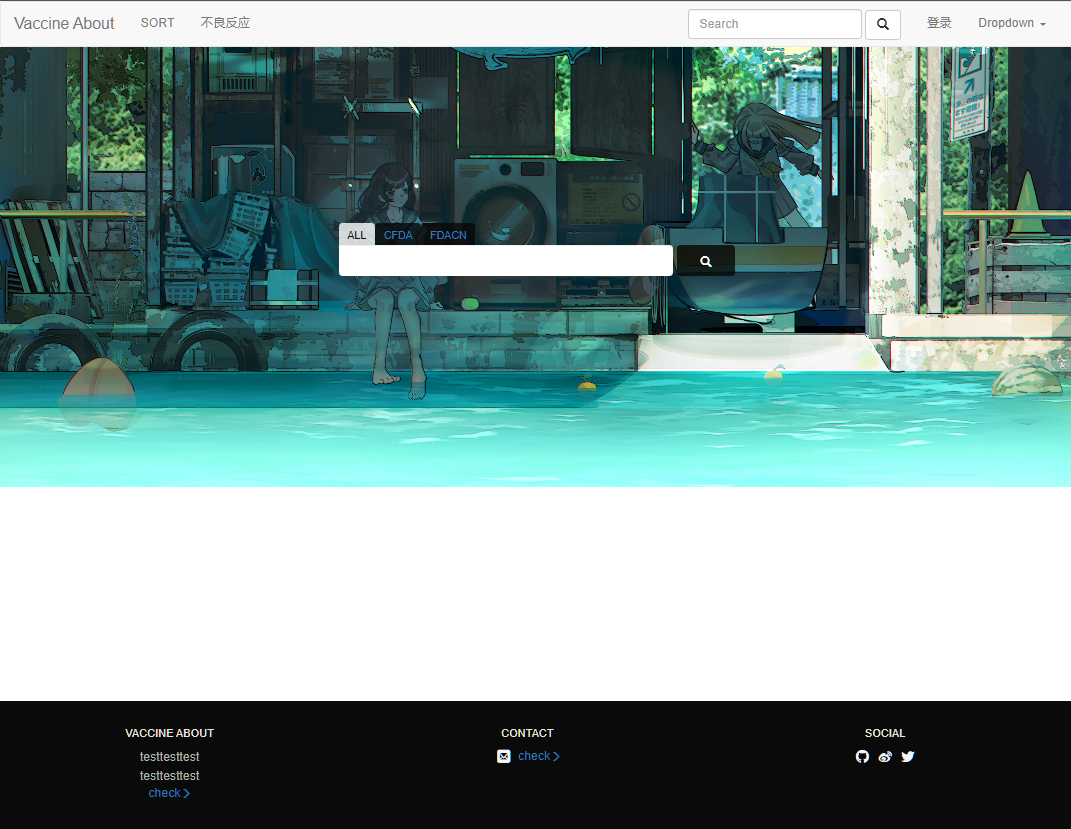 Vaccine About SORT 不良反应 Search 登录 Dropdown
ALL CFDA FDACN
VACCINE ABOUT
testtesttest
testtesttest
check
CONTACT
check
SOCIAL